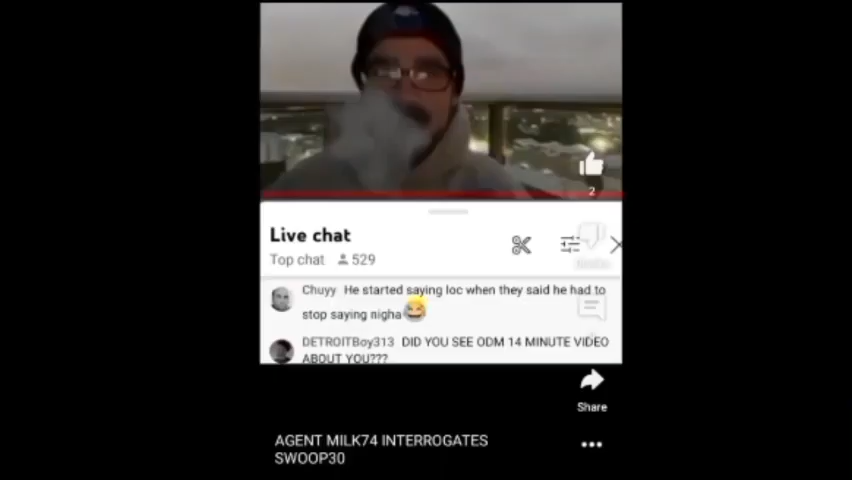 2
Live chat
Top chat 529
Chuyy He started saying loc when they said he had to
stop saying nigha😂
DETROITBoy313 DID YOU SEE ODM 14 MINUTE VIDEO
ABOUT YOU???
Share
AGENT MILK74 INTERROGATES
SWOOP30